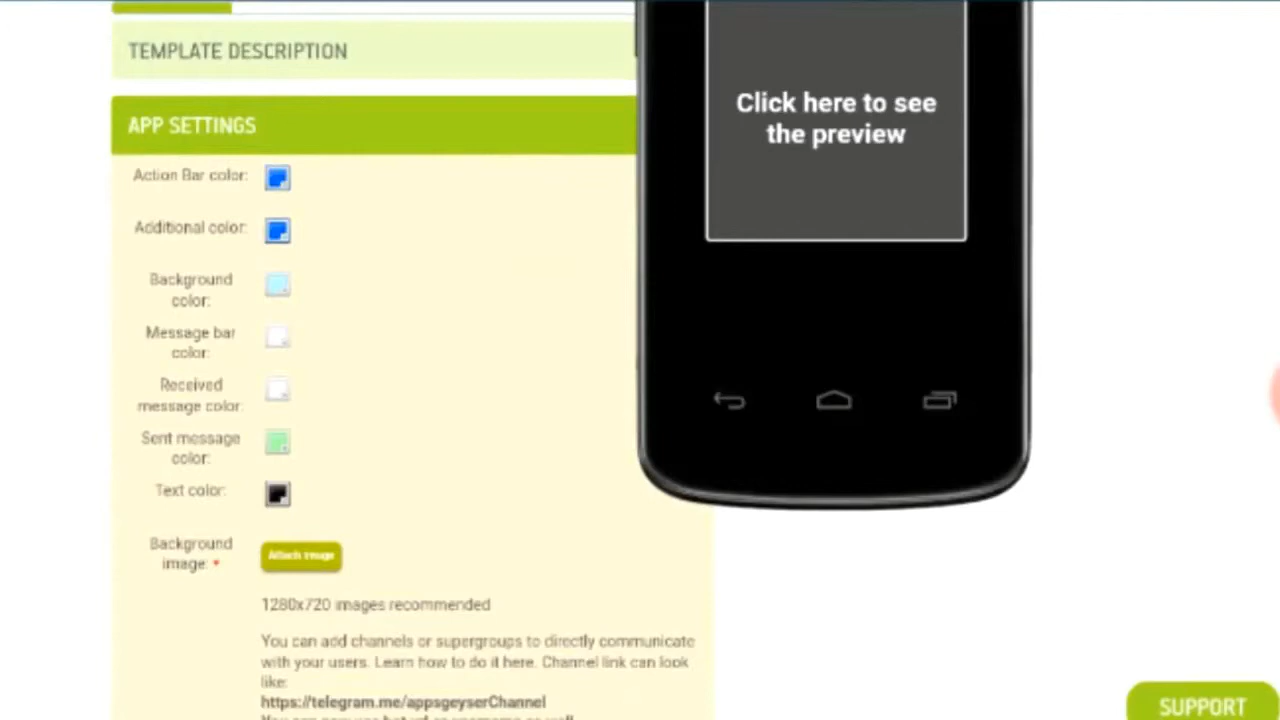 TEMPLATE DESCRIPTION
APP SETTINGS
Action Bar color:
Additional color:
Background
color:
Message bar
color:
Received
message color:
Sent message
color:
Text color:
Background
image: *
Attach image
1280x720 images recommended
You can add channels or supergroups to directly communicate
with your users. Learn how to do it here. Channel link can look
like:
https://telegram.me/appsgeyserChannel
Click here to see
the preview
SUPPORT